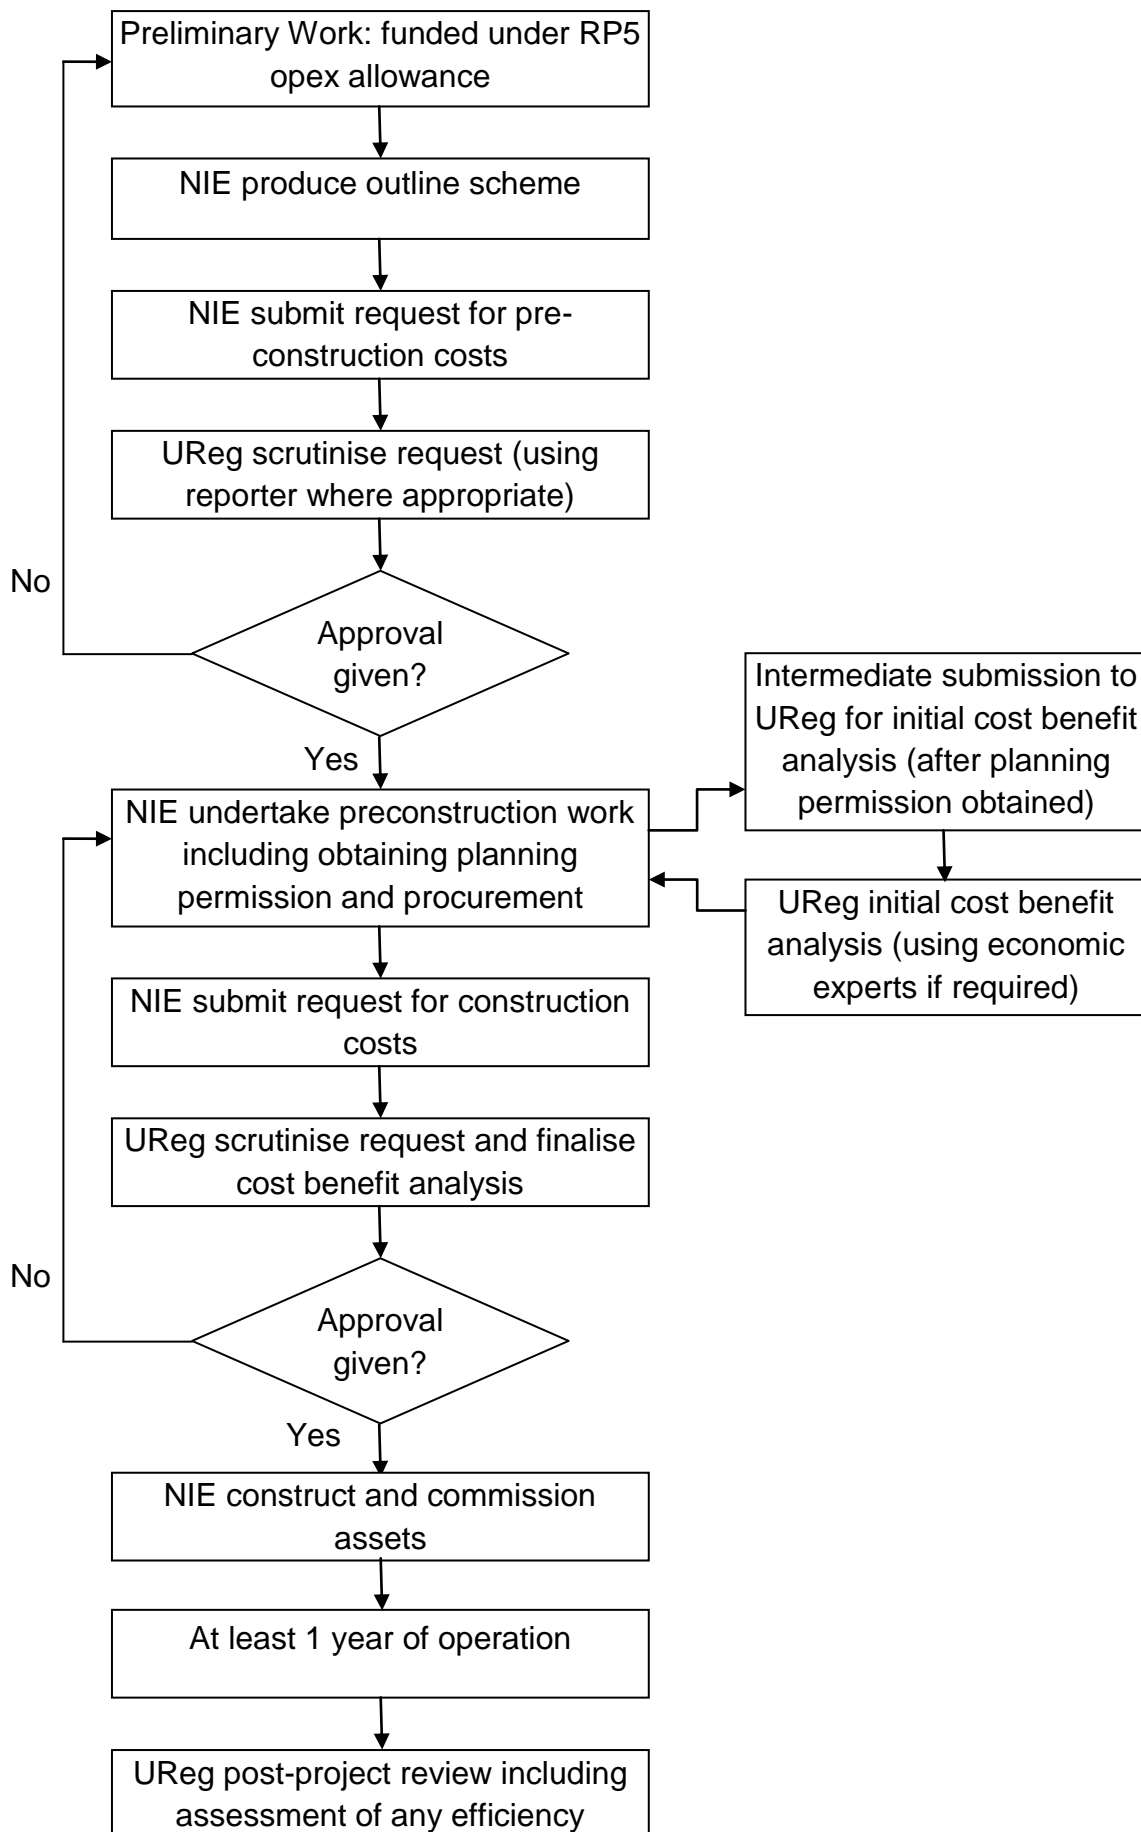 Preliminary Work: funded under RP5
opex allowance
NIE produce outline scheme
NIE submit request for pre-
construction costs
UReg scrutinise request (using
reporter where appropriate)
No
Approval
given?
Yes
Intermediate submission to
UReg for initial cost benefit
analysis (after planning
permission obtained)
NIE undertake preconstruction work
including obtaining planning
permission and procurement
UReg initial cost benefit
analysis (using economic
experts if required)
NIE submit request for construction
costs
UReg scrutinise request and finalise
cost benefit analysis
No
Approval
given?
Yes
NIE construct and commission
assets
At least 1 year of operation
UReg post-project review including
assessment of any efficiency